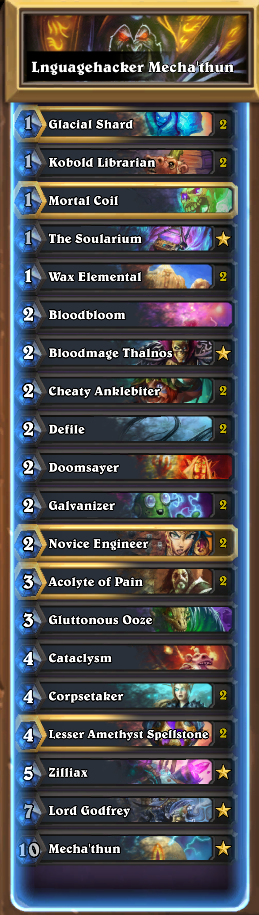 Lnguagehacker Mecha'thun
1 Glacial Shard 2
1 Kobold Librarian 2
1 Mortal Coil
1 The Soularium
1 Wax Elemental 2
2 Bloodbloom
2 Bloodmage Thalnos
2 Cheaty Anklebiter 2
2 Defile 2
2 Doomsayer
2 Galvanizer 2
2 Novice Engineer 2
3 Acolyte of Pain 2
3 Gluttonous Ooze
4 Cataclysm
4 Corpsetaker 2
4 Lesser Amethyst Spellstone 2
5 Zilliax
7 Lord Godfrey
10 Mecha'thun